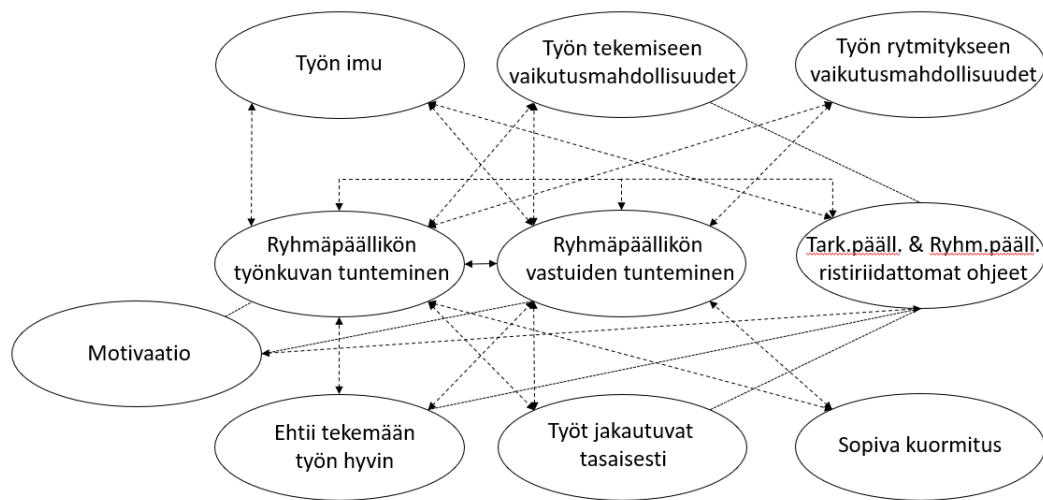 Työn imu
Työn tekemiseen
vaikutusmahdollisuudet
Työn rytmitykseen
vaikutusmahdollisuudet
Ryhmäpäällikön
työnkuvan tunteminen
Ryhmäpäällikön
vastuiden tunteminen
Tark.pääll. & Ryhm.pääll.
ristiriidattomat ohjeet
Motivaatio
Ehtii tekemään
työn hyvin
Työt jakautuvat
tasaisesti
Sopiva kuormitus